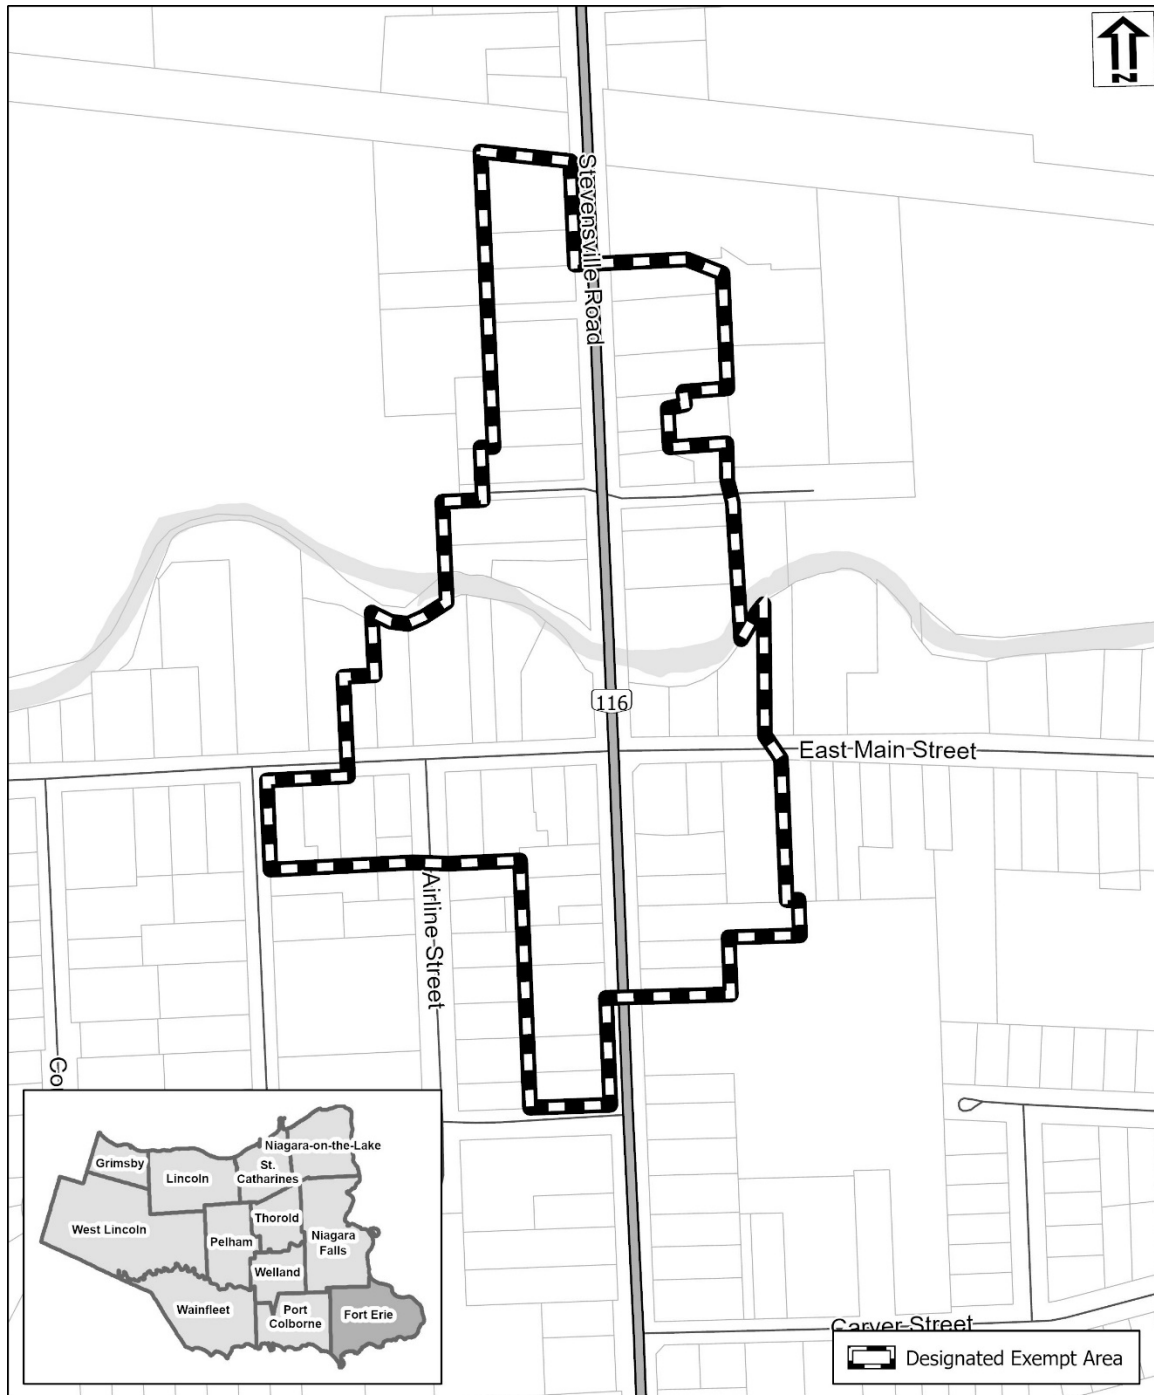 N
Stevensville Road
116
East Main Street
Airline Street
Grimsby
Lincoln
St.
Catharines
Niagara-on-the-Lake
West Lincoln
Pelham
Thorold
Niagara
Falls
Welland
Wainfleet
Port
Colborne
Fort Erie
Carver Street
Designated Exempt Area